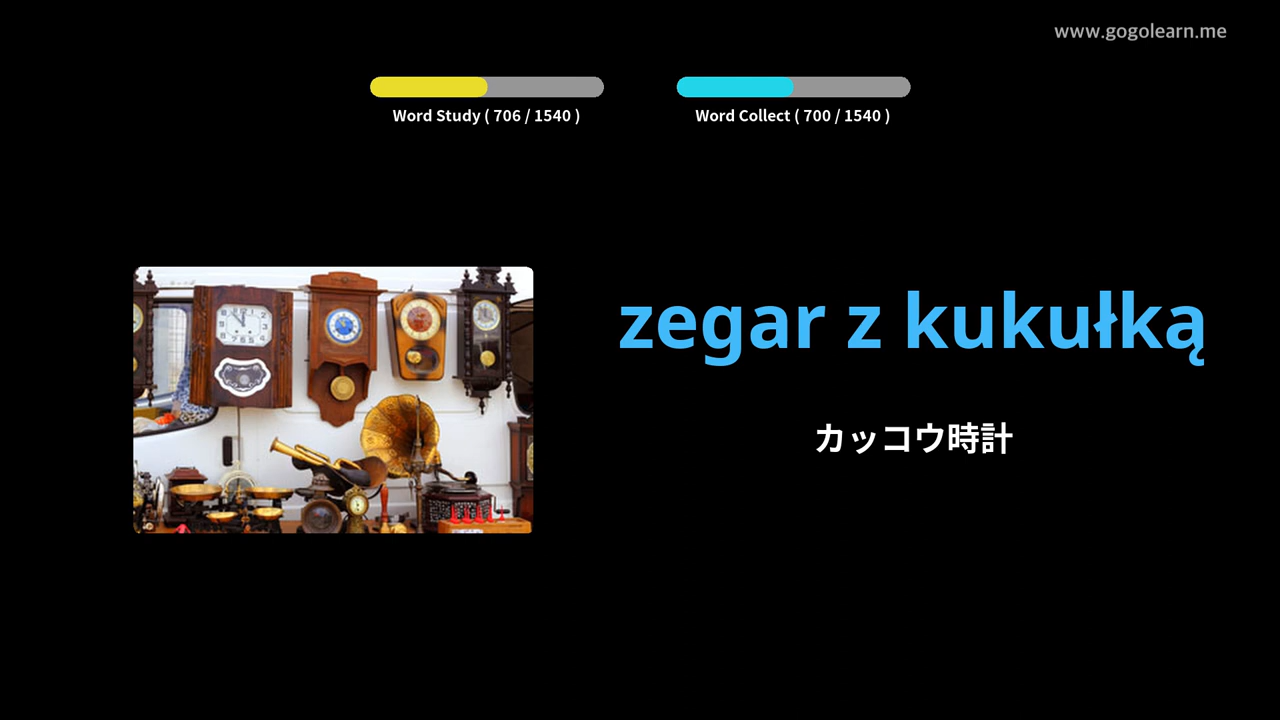 www.gogolearn.me
Word Study ( 706 / 1540 )
Word Collect ( 700 / 1540 )
zegar z kukułką
カッコウ時計